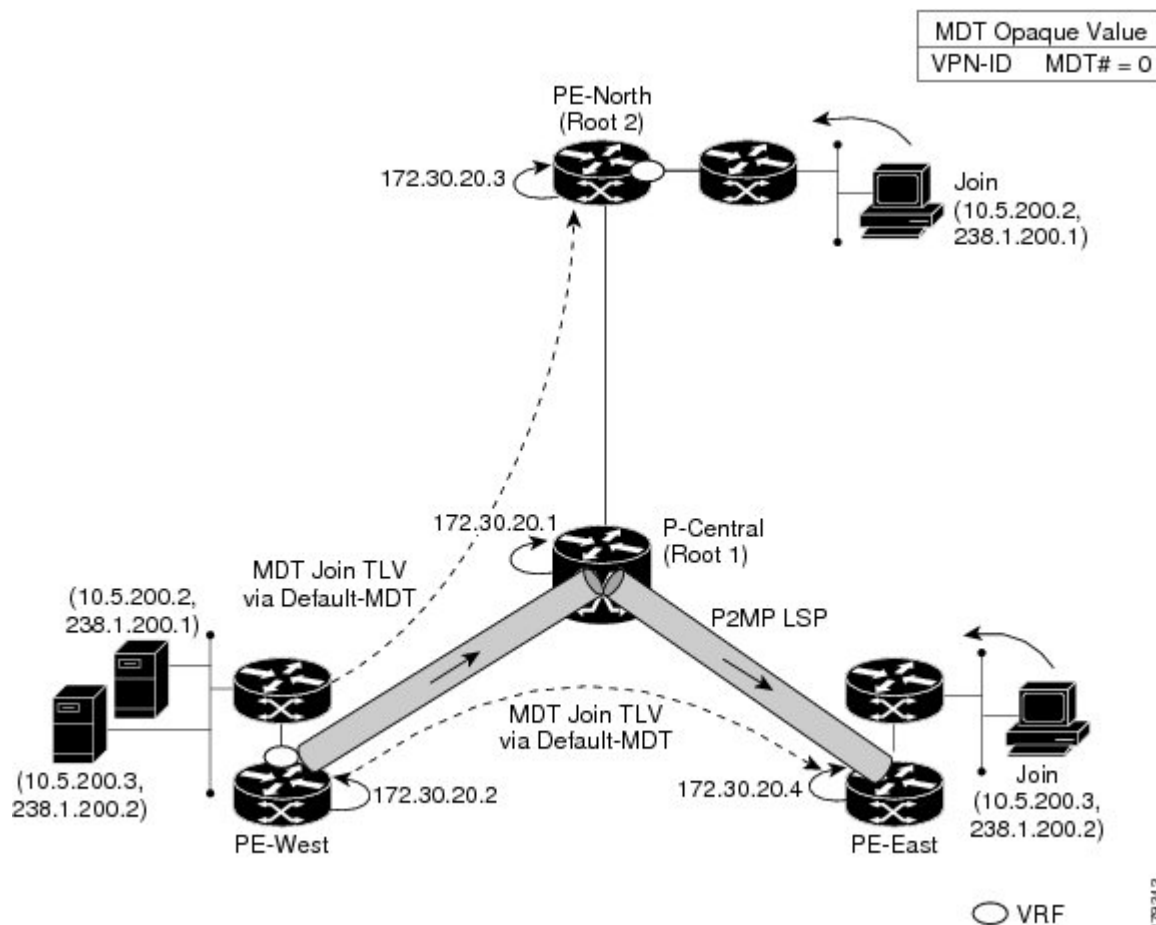 MDT Opaque Value
VPN-ID MDT# = 0
PE-North
(Root 2)
172.30.20.3
Join
(10.5.200.2,
238.1.200.1)
172.30.20.1
P-Central
(Root 1)
MDT Join TLV
via Default-MDT
(10.5.200.2,
238.1.200.1)
P2MP LSP
MDT Join TLV
via Default-MDT
(10.5.200.3,
238.1.200.2)
172.30.20.2
PE-West
172.30.20.4
PE-East
Join
(10.5.200.3,
238.1.200.2)
VRF